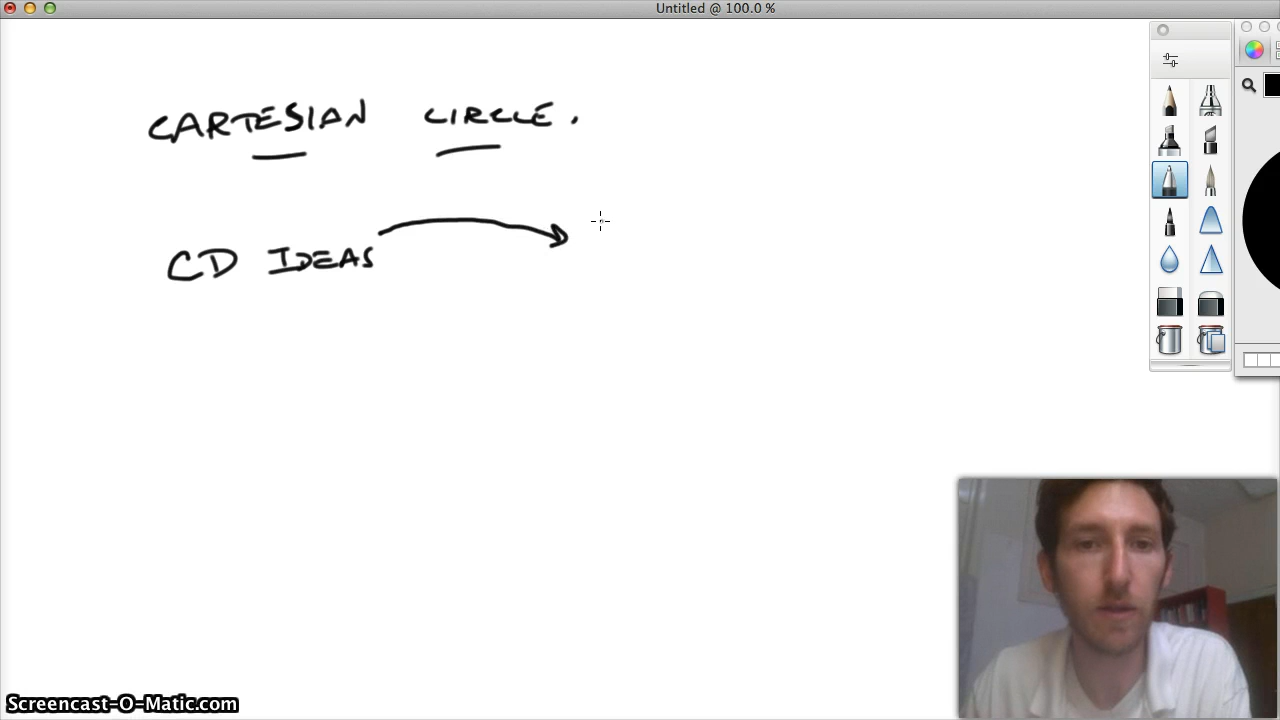 Untitled @ 100.0 %
CARTESIAN CIRCLE.
CD IDEAS
Screencast-O-Matic.com